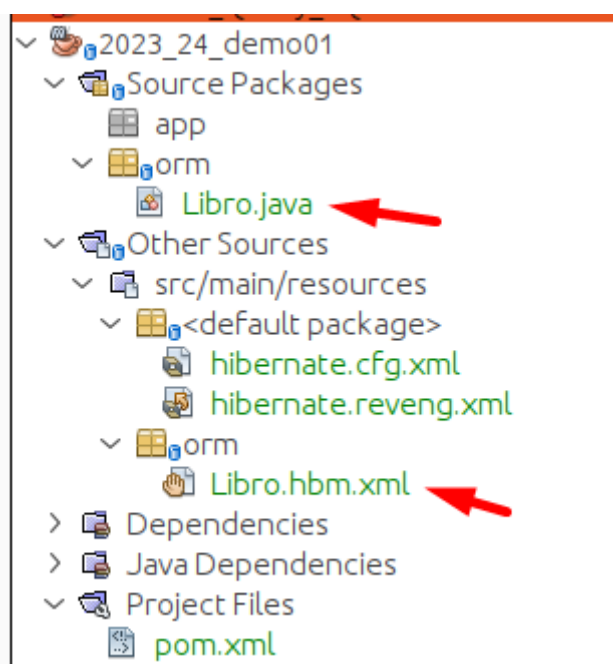 2023_24_demo01
Source Packages
app
orm
Libro.java
Other Sources
src/main/resources
<default package>
hibernate.cfg.xml
hibernate.reveng.xml
orm
Libro.hbm.xml
Dependencies
Java Dependencies
Project Files
pom.xml